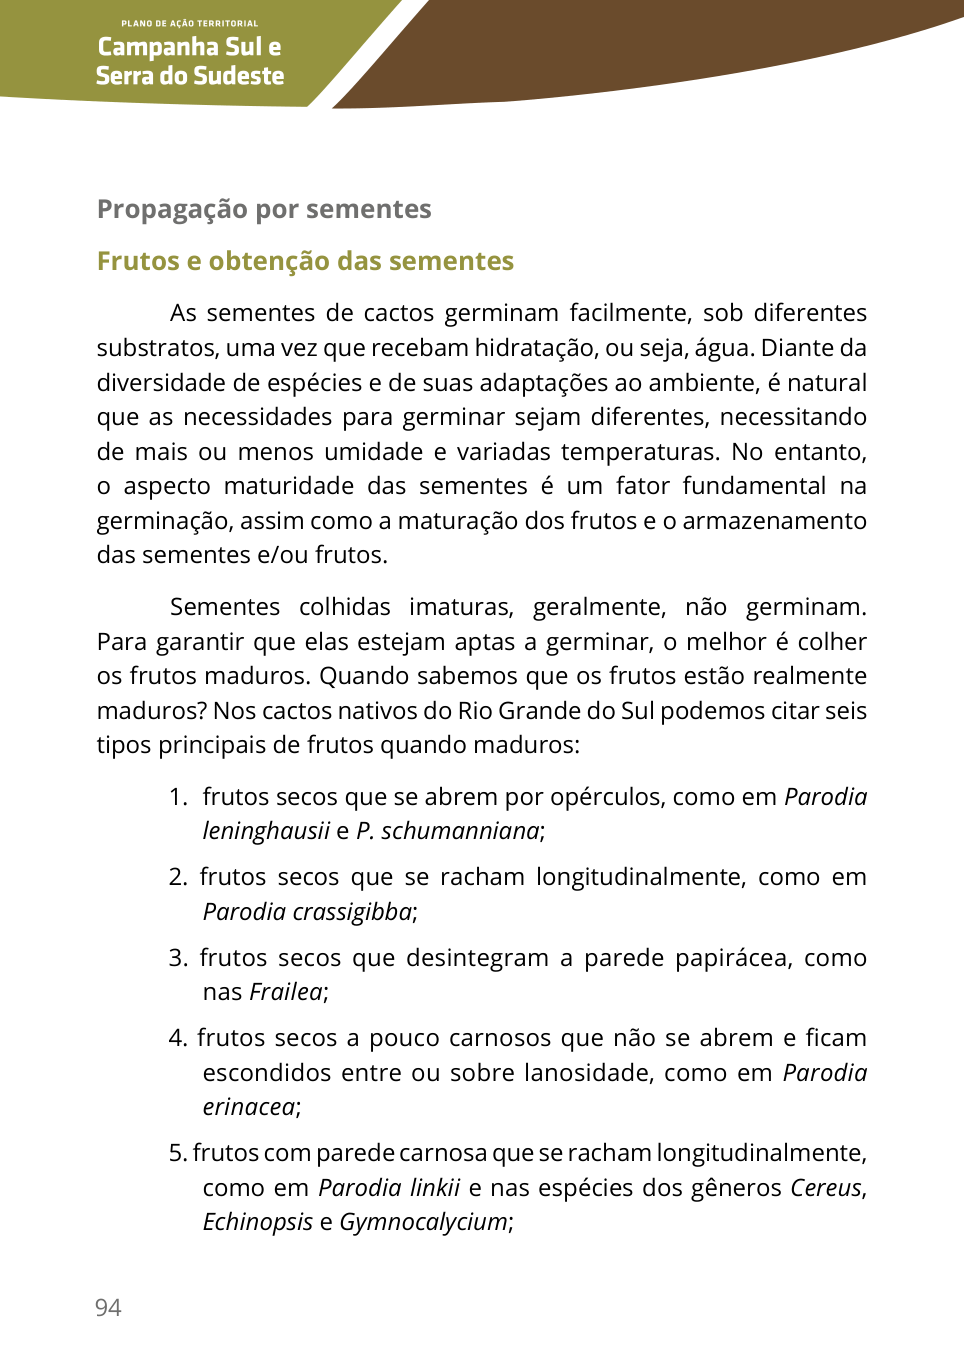 PLANO DE AÇÃO TERRITORIAL
Campanha Sul e
Serra do Sudeste
Propagação por sementes
Frutos e obtenção das sementes
As sementes de cactos germinam facilmente, sob diferentes
substratos, uma vez que recebam hidratação, ou seja, água. Diante da
diversidade de espécies e de suas adaptações ao ambiente, é natural
que as necessidades para germinar sejam diferentes, necessitando
de mais ou menos umidade e variadas temperaturas. No entanto,
o aspecto maturidade das sementes é um fator fundamental na
germinação, assim como a maturação dos frutos e o armazenamento
das sementes e/ou frutos.
Sementes colhidas imaturas, geralmente, não germinam.
Para garantir que elas estejam aptas a germinar, o melhor é colher
os frutos maduros. Quando sabemos que os frutos estão realmente
maduros? Nos cactos nativos do Rio Grande do Sul podemos citar seis
tipos principais de frutos quando maduros:
1. frutos secos que se abrem por opérculos, como em Parodia
leninghausii e P. schumanniana;
2. frutos secos que se racham longitudinalmente, como em
Parodia crassigibba;
3. frutos secos que desintegram a parede papirácea, como
nas Frailea;
4. frutos secos a pouco carnosos que não se abrem e ficam
escondidos entre ou sobre lanosidade, como em Parodia
erinacea;
5. frutos com parede carnosa que se racham longitudinalmente,
como em Parodia linkii e nas espécies dos gêneros Cereus,
Echinopsis e Gymnocalycium;
94